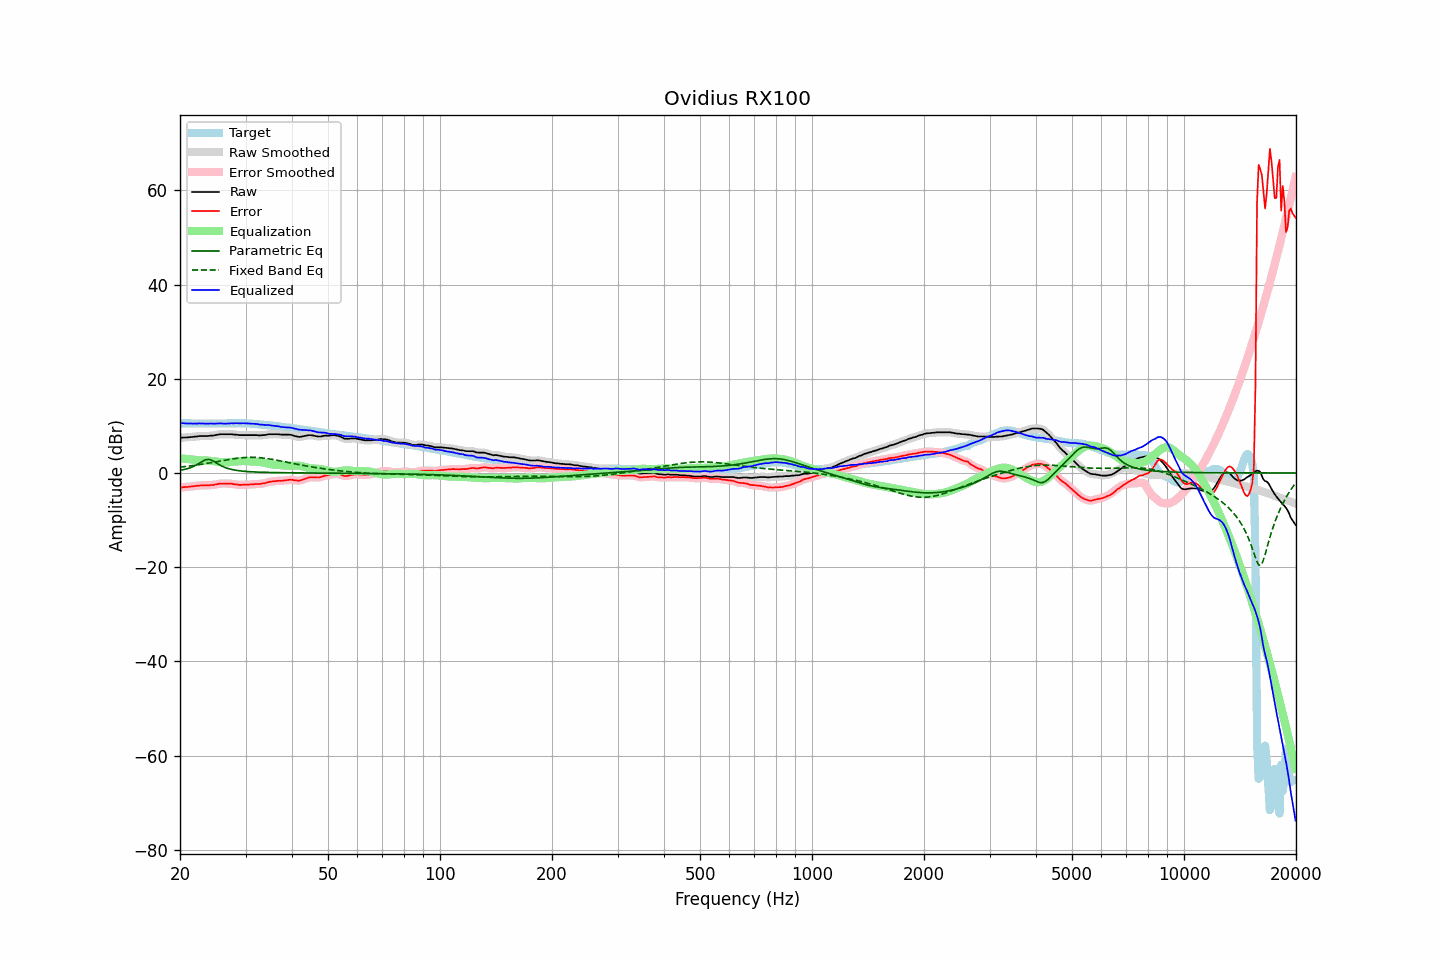 Ovidius RX100
Target
Raw Smoothed
Error Smoothed
Raw
Error
Equalization
Parametric Eq
Fixed Band Eq
Equalized
Amplitude (dBr)
60
40
20
0
−20
−40
−60
−80
20 50 100 200 500 1000 2000 5000 10000 20000
Frequency (Hz)